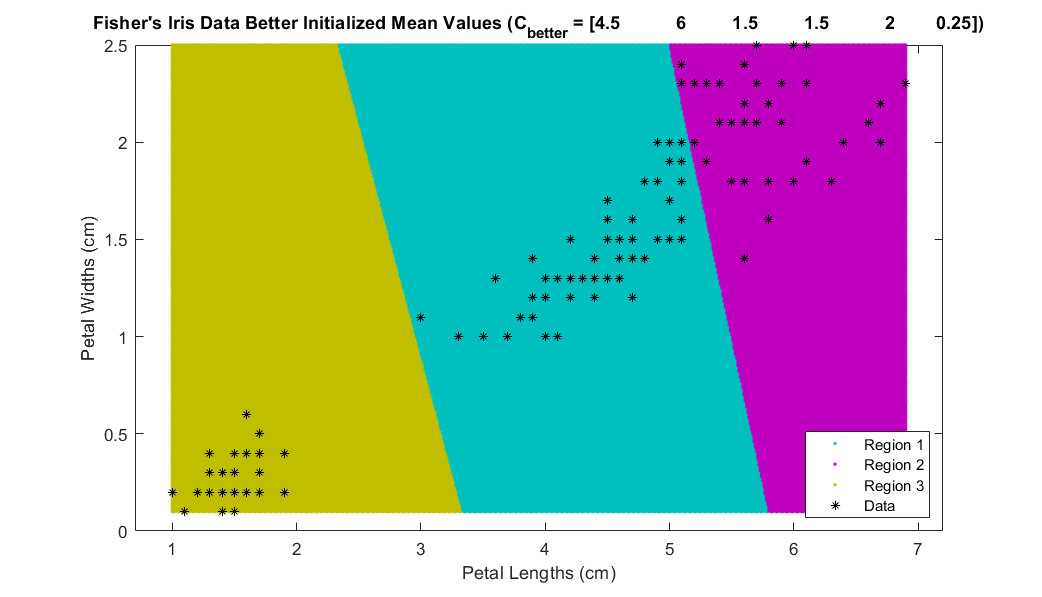 Fisher's Iris Data Better Initialized Mean Values (Cbetter = [4.5 6 1.5 1.5 2 0.25])
2.5
2
1.5
1
0.5
0
Petal Widths (cm)
Region 1
Region 2
Region 3
Data
1 2 3 4 5 6 7
Petal Lengths (cm)